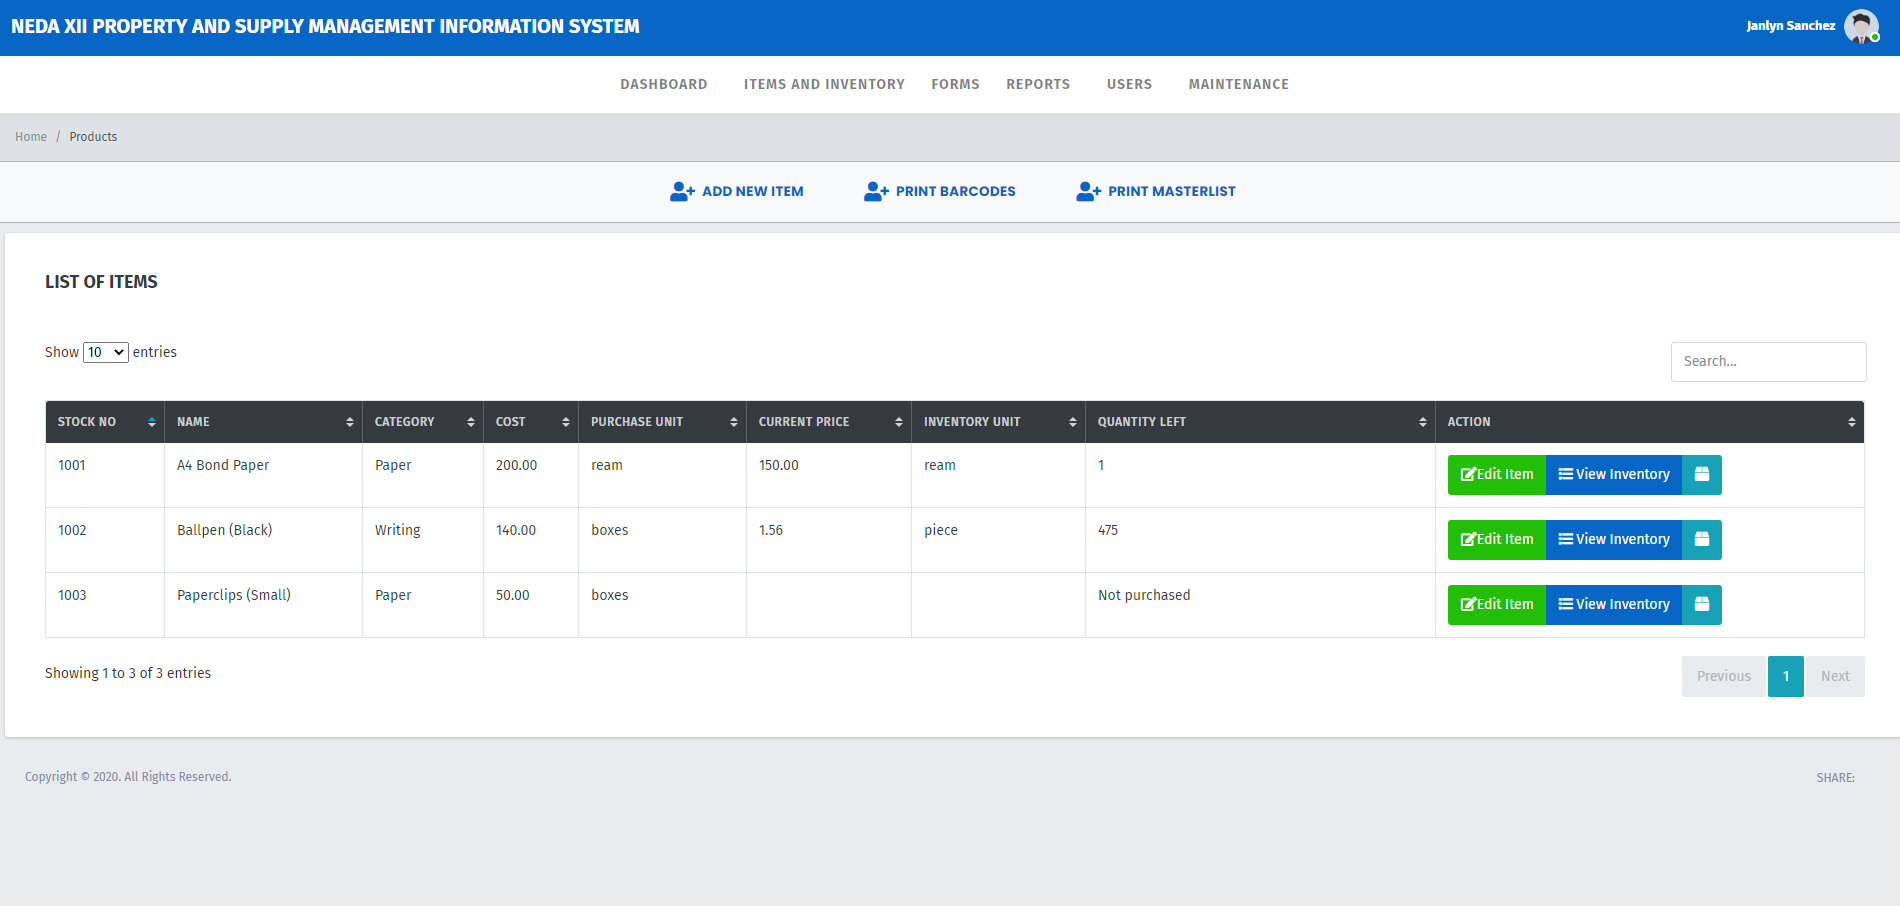 NEDA XII PROPERTY AND SUPPLY MANAGEMENT INFORMATION SYSTEM
Janlyn Sanchez
DASHBOARD ITEMS AND INVENTORY FORMS REPORTS USERS MAINTENANCE
Home / Products
ADD NEW ITEM PRINT BARCODES PRINT MASTERLIST
LIST OF ITEMS
Show 10 entries
Search...
STOCK NO NAME CATEGORY COST PURCHASE UNIT CURRENT PRICE INVENTORY UNIT QUANTITY LEFT ACTION
1001 A4 Bond Paper Paper 200.00 ream 150.00 ream 1 Edit Item View Inventory
1002 Ballpen (Black) Writing 140.00 boxes 1.56 piece 475 Edit Item View Inventory
1003 Paperclips (Small) Paper 50.00 boxes Not purchased Edit Item View Inventory
Showing 1 to 3 of 3 entries
Previous 1 Next
Copyright © 2020. All Rights Reserved.
SHARE: